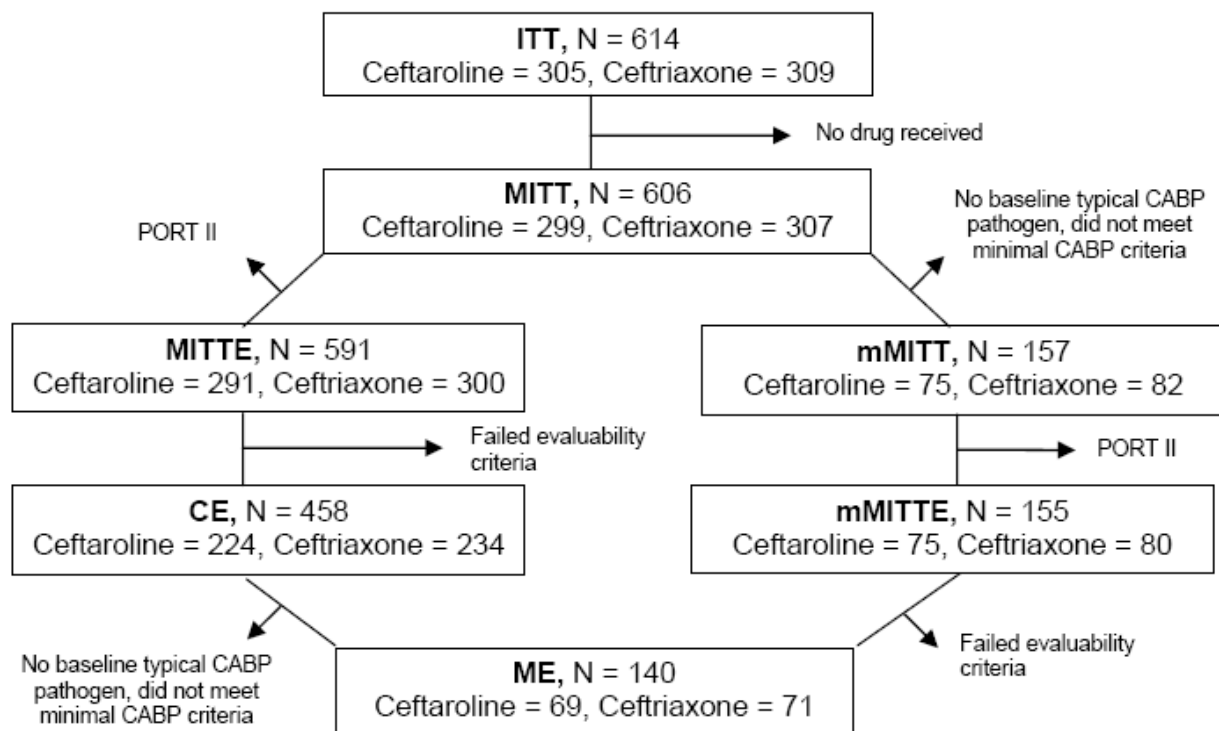 ITT, N = 614
Ceftaroline = 305, Ceftriaxone = 309
No drug received
MITT, N = 606
Ceftaroline = 299, Ceftriaxone = 307
PORT II
No baseline typical CABP
pathogen, did not meet
minimal CABP criteria
MITTE, N = 591
Ceftaroline = 291, Ceftriaxone = 300
mMITT, N = 157
Ceftaroline = 75, Ceftriaxone = 82
Failed evaluability
criteria
PORT II
CE, N = 458
Ceftaroline = 224, Ceftriaxone = 234
mMITTE, N = 155
Ceftaroline = 75, Ceftriaxone = 80
No baseline typical CABP
pathogen, did not meet
minimal CABP criteria
ME, N = 140
Ceftaroline = 69, Ceftriaxone = 71
Failed evaluability
criteria